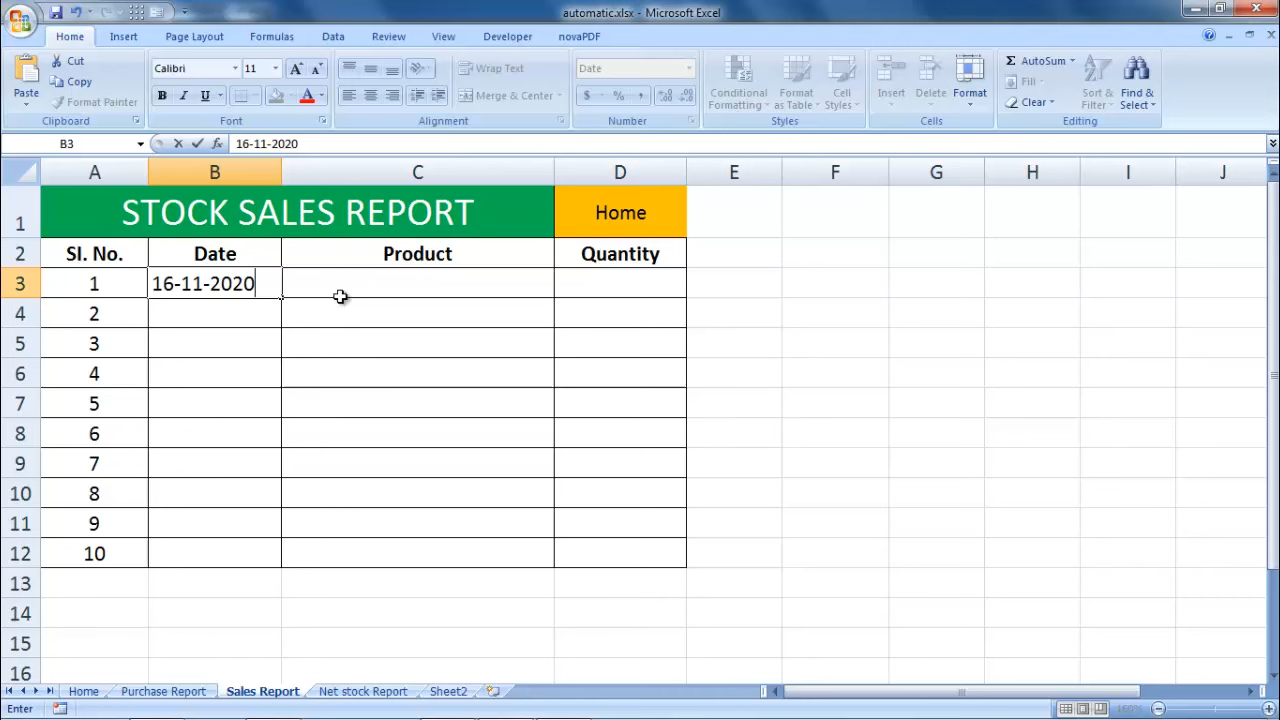 automatic.xlsx - Microsoft Excel
Home Insert Page Layout Formulas Data Review View Developer novaPDF
Paste Cut Copy Format Painter Clipboard
Calibri 11 A A B I U A Font
Wrap Text Merge & Center Alignment
Date $ % , Number
Conditional Formatting Format as Table Cell Styles Styles
Insert Delete Format Cells
Σ AutoSum Fill Clear Sort & Filter Find & Select Editing
B3 fx 16-11-2020
A B C D E F G H I J
1 STOCK SALES REPORT Home
2 Sl. No. Date Product Quantity
3 1 16-11-2020
4 2
5 3
6 4
7 5
8 6
9 7
10 8
11 9
12 10
13
14
15
16
Home Purchase Report Sales Report Net stock Report Sheet2
Enter 160%